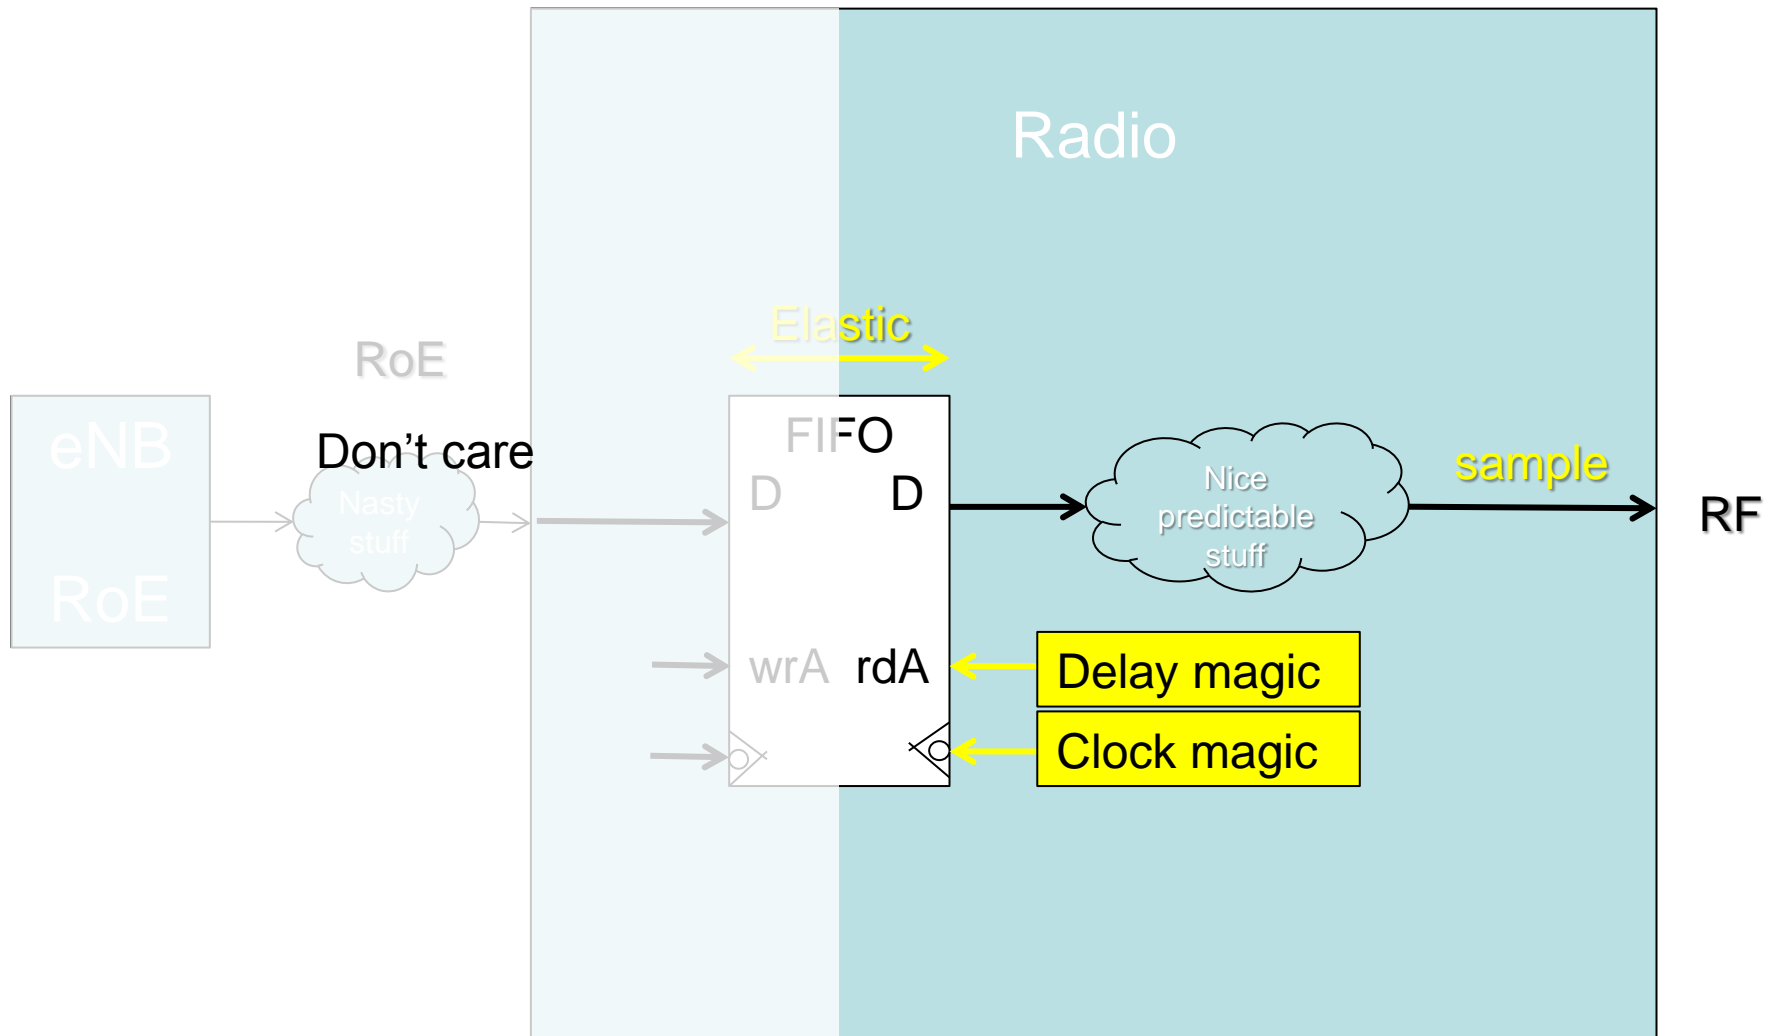 Radio
Elastic
RoE
eNB
RoE
Don't care
Nasty
stuff
FIFO
D D
wrA rdA
Nice
predictable
stuff
sample
RF
Delay magic
Clock magic